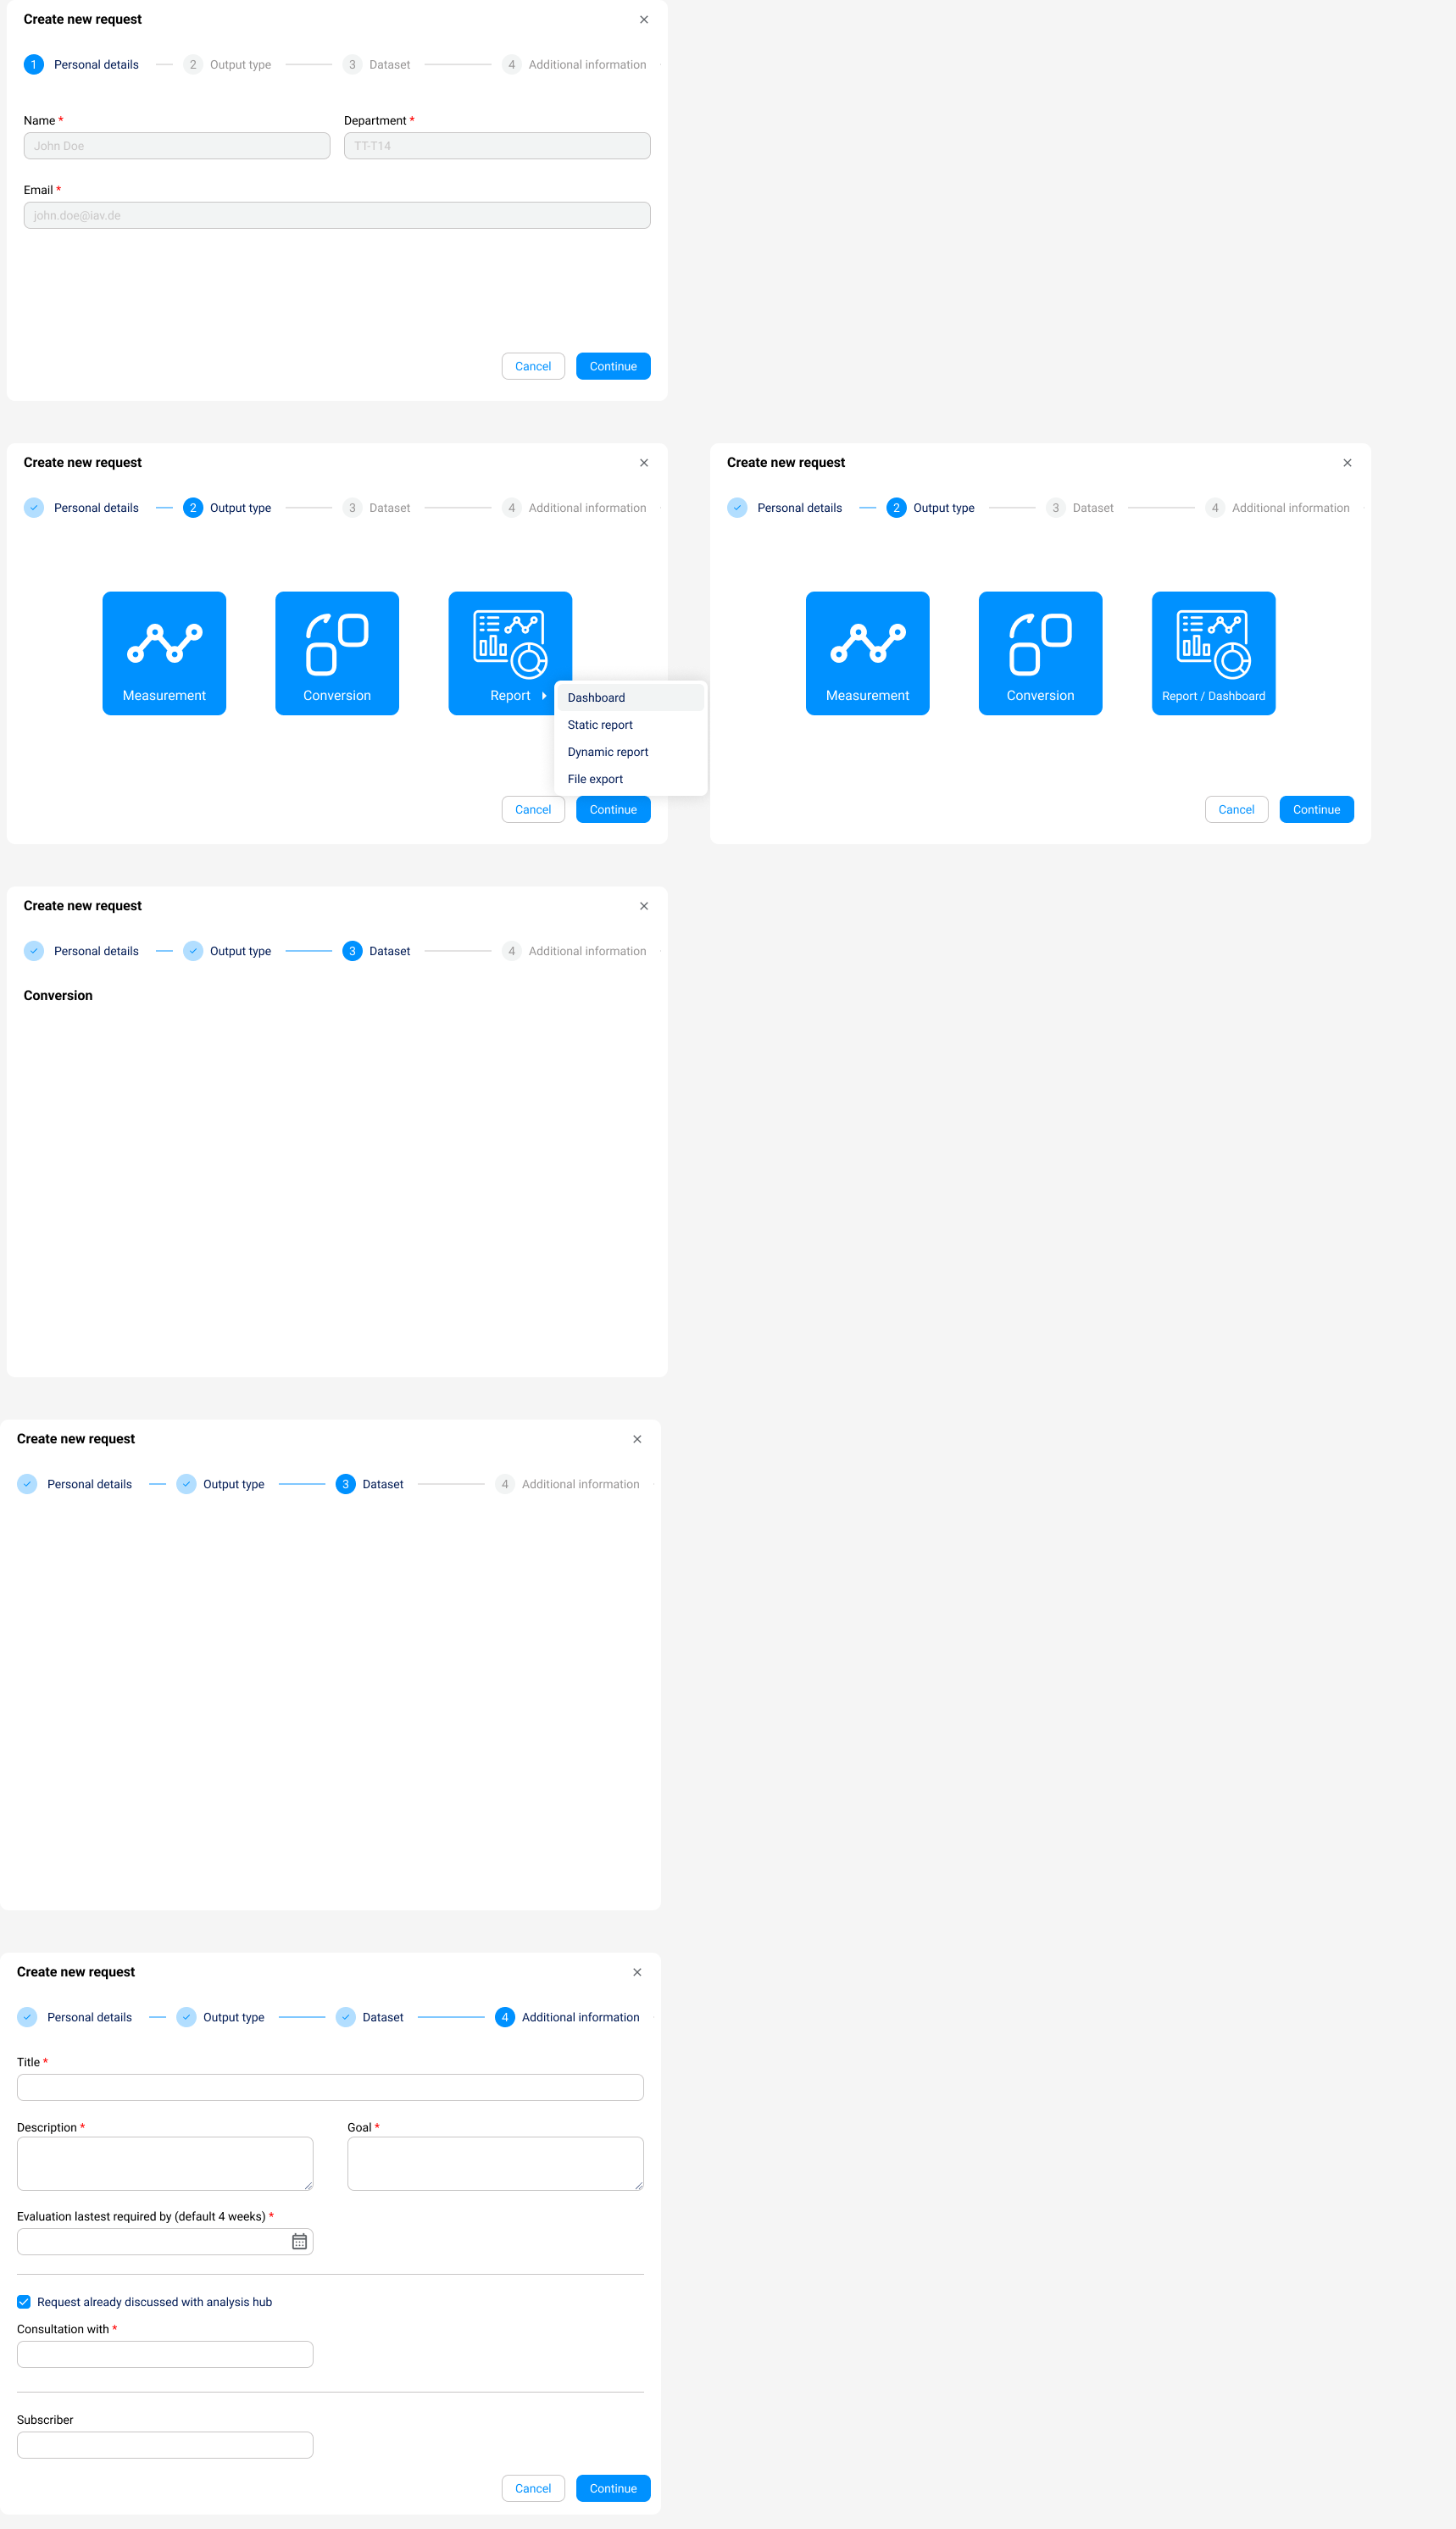 Create new request
1 Personal details 2 Output type 3 Dataset 4 Additional information
Name * Department *
John Doe TT-T14
Email *
john.doe@iav.de
Cancel Continue
Create new request
Personal details 2 Output type 3 Dataset 4 Additional information
Measurement Conversion Report
Dashboard
Static report
Dynamic report
File export
Cancel Continue
Create new request
Personal details 2 Output type 3 Dataset 4 Additional information
Measurement Conversion Report / Dashboard
Cancel Continue
Create new request
Personal details Output type 3 Dataset 4 Additional information
Conversion
Create new request
Personal details Output type 3 Dataset 4 Additional information
Create new request
Personal details Output type Dataset 4 Additional information
Title *
Description * Goal *
Evaluation lastest required by (default 4 weeks) *
Request already discussed with analysis hub
Consultation with *
Subscriber
Cancel Continue